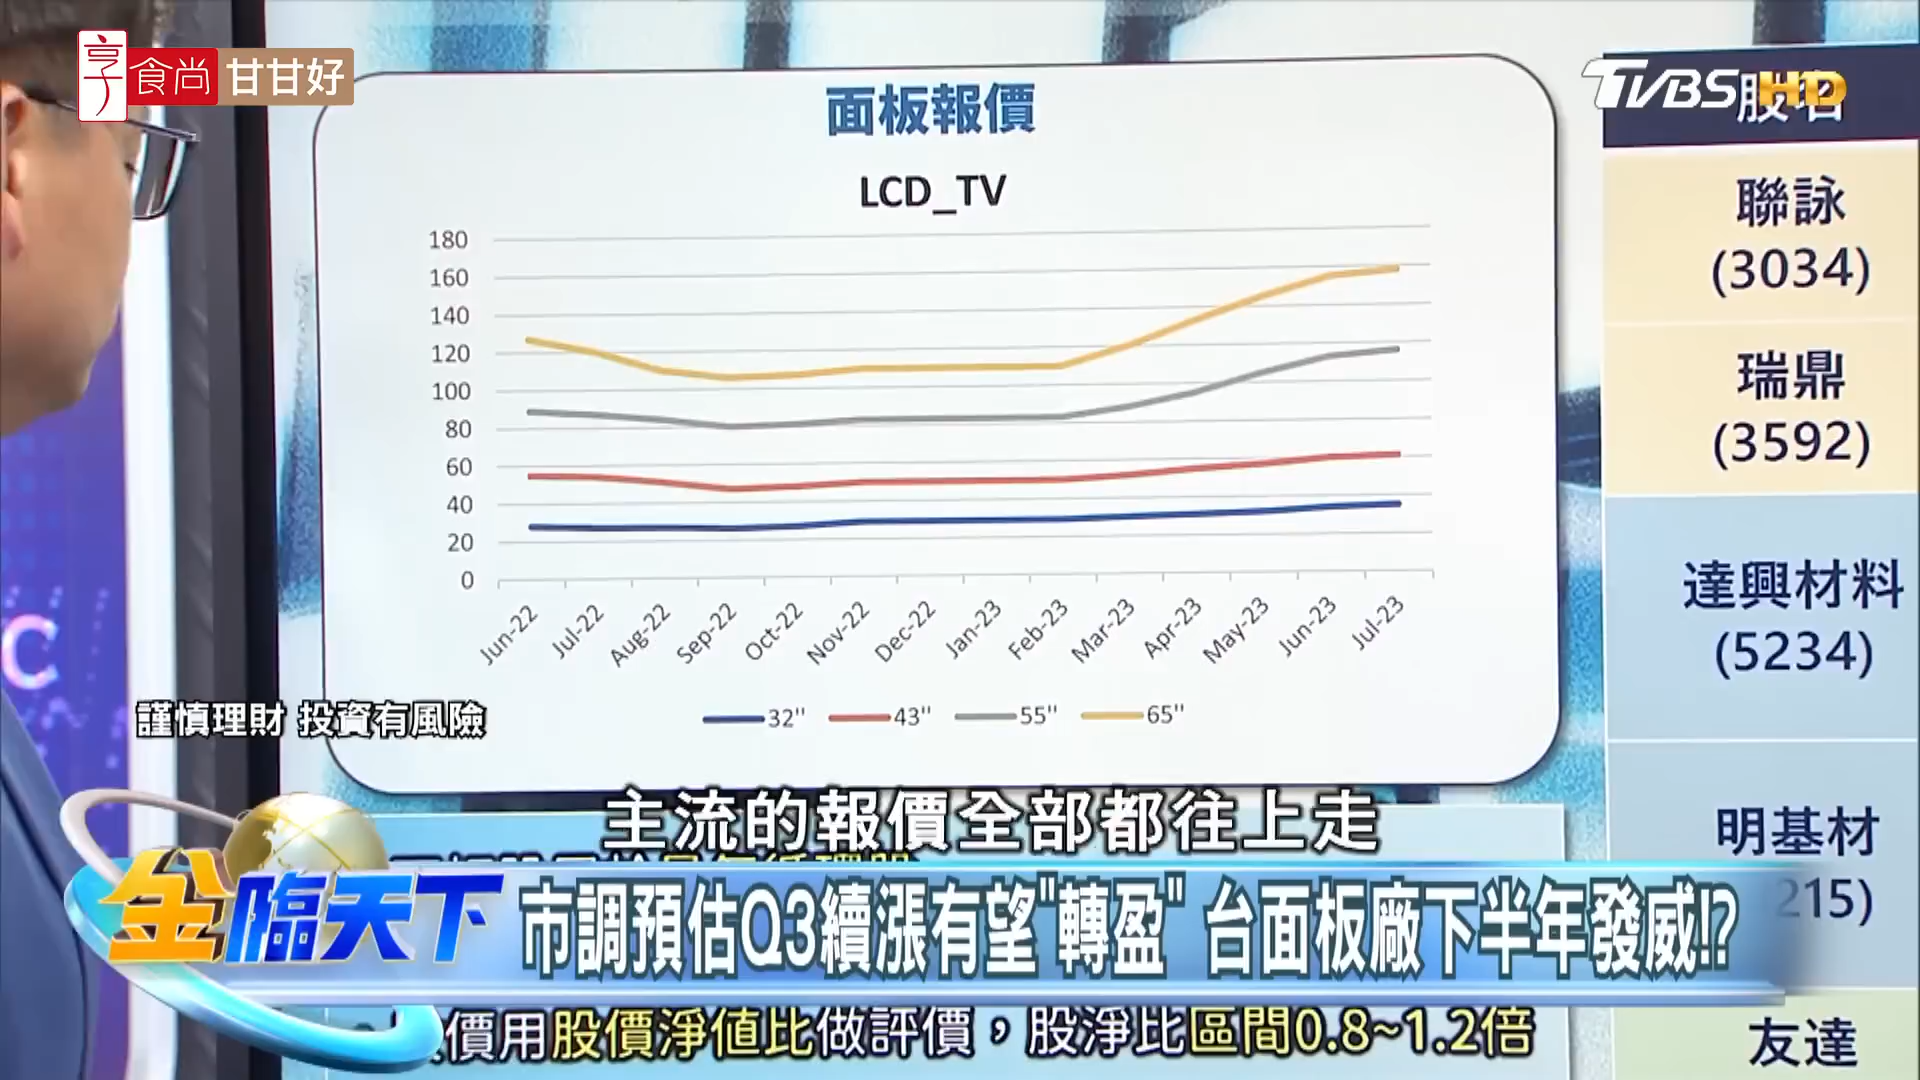 享 食尚 甘甘好
TVBS HD
股名
面板報價
LCD_TV
180
160
140
120
100
80
60
40
20
0
Jun-22 Jul-22 Aug-22 Sep-22 Oct-22 Nov-22 Dec-22 Jan-23 Feb-23 Mar-23 Apr-23 May-23 Jun-23 Jul-23
32" 43" 55" 65"
聯詠
(3034)
瑞鼎
(3592)
達興材料
(5234)
明基材
215)
友達
C
謹慎理財 投資有風險
主流的報價全部都往上走
金臨天下
市調預估Q3續漲有望"轉盈" 台面板廠下半年發威!?
價用股價淨值比做評價，股淨比區間0.8~1.2倍